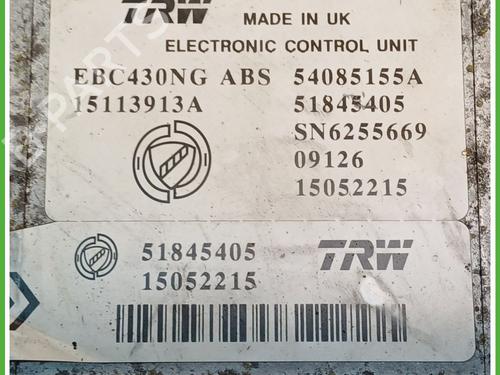 TRW MADE IN UK
ELECTRONIC CONTROL UNIT
EBC430NG ABS 54085155A
15113913A 51845405
SN6255669
09126
15052215
51845405 TRW
15052215